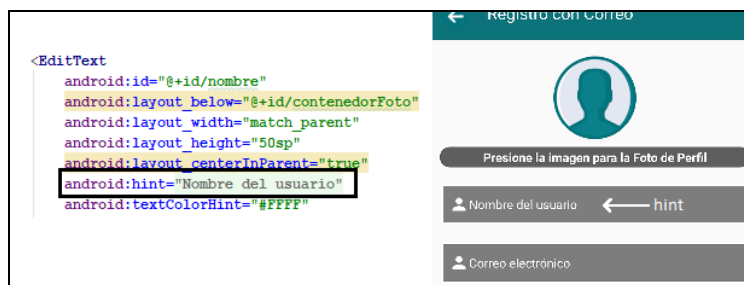 <EditText
android:id="@+id/nombre"
android:layout_below="@+id/contenedorFoto"
android:layout_width="match_parent"
android:layout_height="50sp"
android:layout_centerInParent="true"
android:hint="Nombre del usuario"
android:textColorHint="#FFFF"
Registro con Correo
Presione la imagen para la Foto de Perfil
Nombre del usuario
hint
Correo electrónico